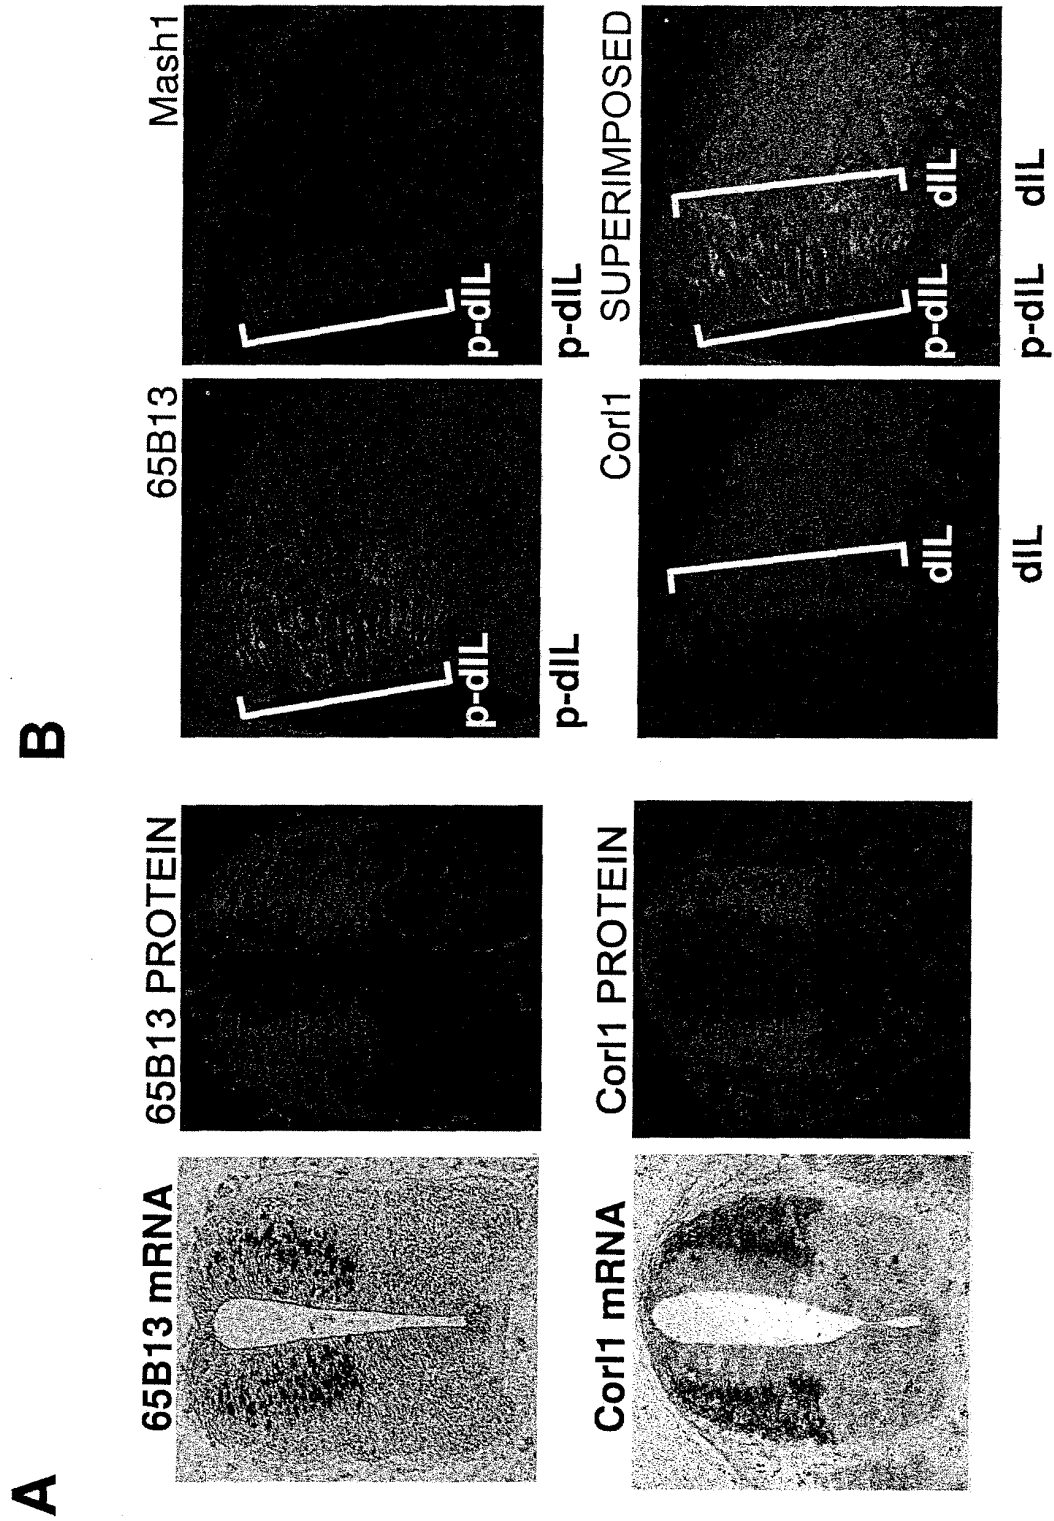 A
65B13 mRNA
65B13 PROTEIN
Corl1 mRNA
Corl1 PROTEIN
B
65B13
p-dIL
p-dIL
Mash1
p-dIL
p-dIL
Corl1
dIL
dIL
SUPERIMPOSED
p-dIL
dIL
p-dIL
dIL